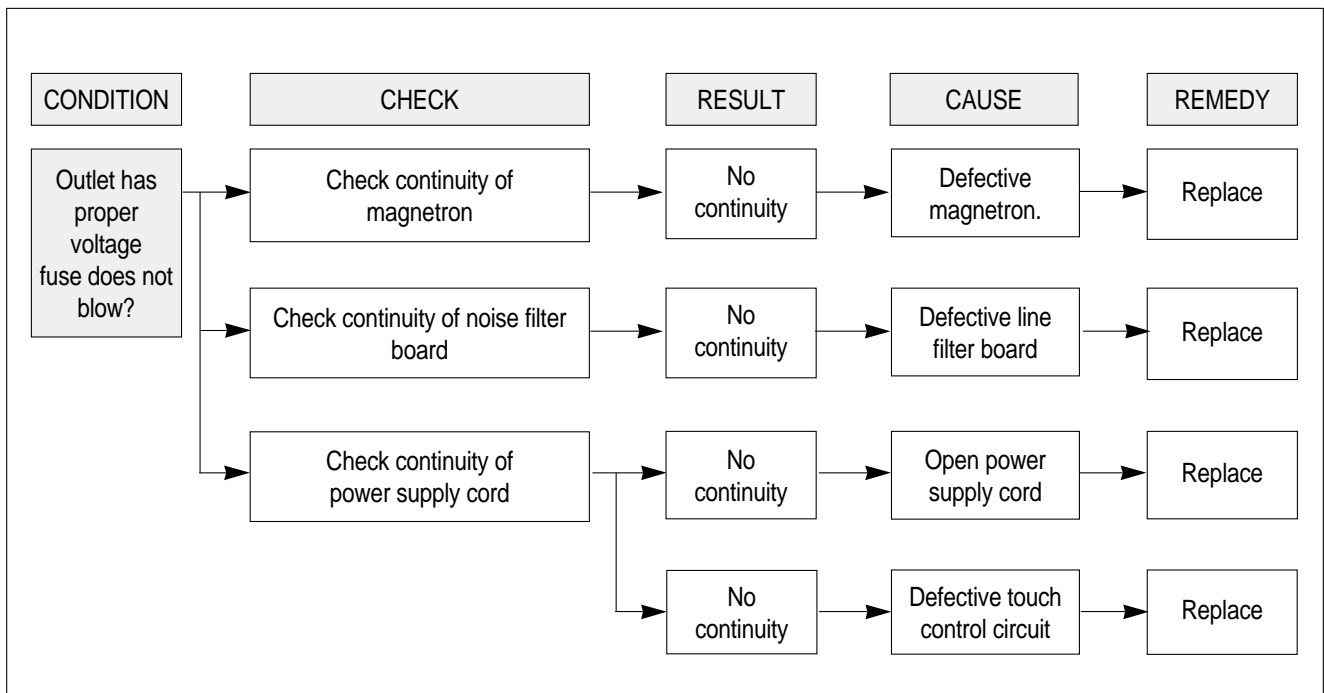 CONDITION
CHECK
RESULT
CAUSE
REMEDY
Outlet has
proper
voltage
fuse does not
blow?
Check continuity of
magnetron
No
continuity
Defective
magnetron.
Replace
Check continuity of noise filter
board
No
continuity
Defective line
filter board
Replace
Check continuity of
power supply cord
No
continuity
Open power
supply cord
Replace
No
continuity
Defective touch
control circuit
Replace